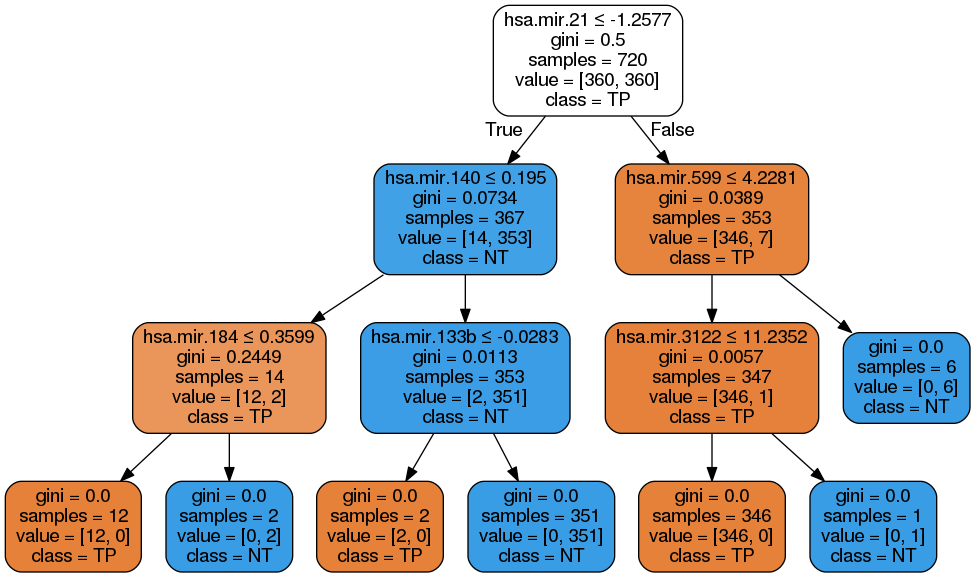 hsa.mir.21 ≤ -1.2577
gini = 0.5
samples = 720
value = [360, 360]
class = TP
True
False
hsa.mir.140 ≤ 0.195
gini = 0.0734
samples = 367
value = [14, 353]
class = NT
hsa.mir.599 ≤ 4.2281
gini = 0.0389
samples = 353
value = [346, 7]
class = TP
hsa.mir.184 ≤ 0.3599
gini = 0.2449
samples = 14
value = [12, 2]
class = TP
hsa.mir.133b ≤ -0.0283
gini = 0.0113
samples = 353
value = [2, 351]
class = NT
hsa.mir.3122 ≤ 11.2352
gini = 0.0057
samples = 347
value = [346, 1]
class = TP
gini = 0.0
samples = 6
value = [0, 6]
class = NT
gini = 0.0
samples = 12
value = [12, 0]
class = TP
gini = 0.0
samples = 2
value = [0, 2]
class = NT
gini = 0.0
samples = 2
value = [2, 0]
class = TP
gini = 0.0
samples = 351
value = [0, 351]
class = NT
gini = 0.0
samples = 346
value = [346, 0]
class = TP
gini = 0.0
samples = 1
value = [0, 1]
class = NT